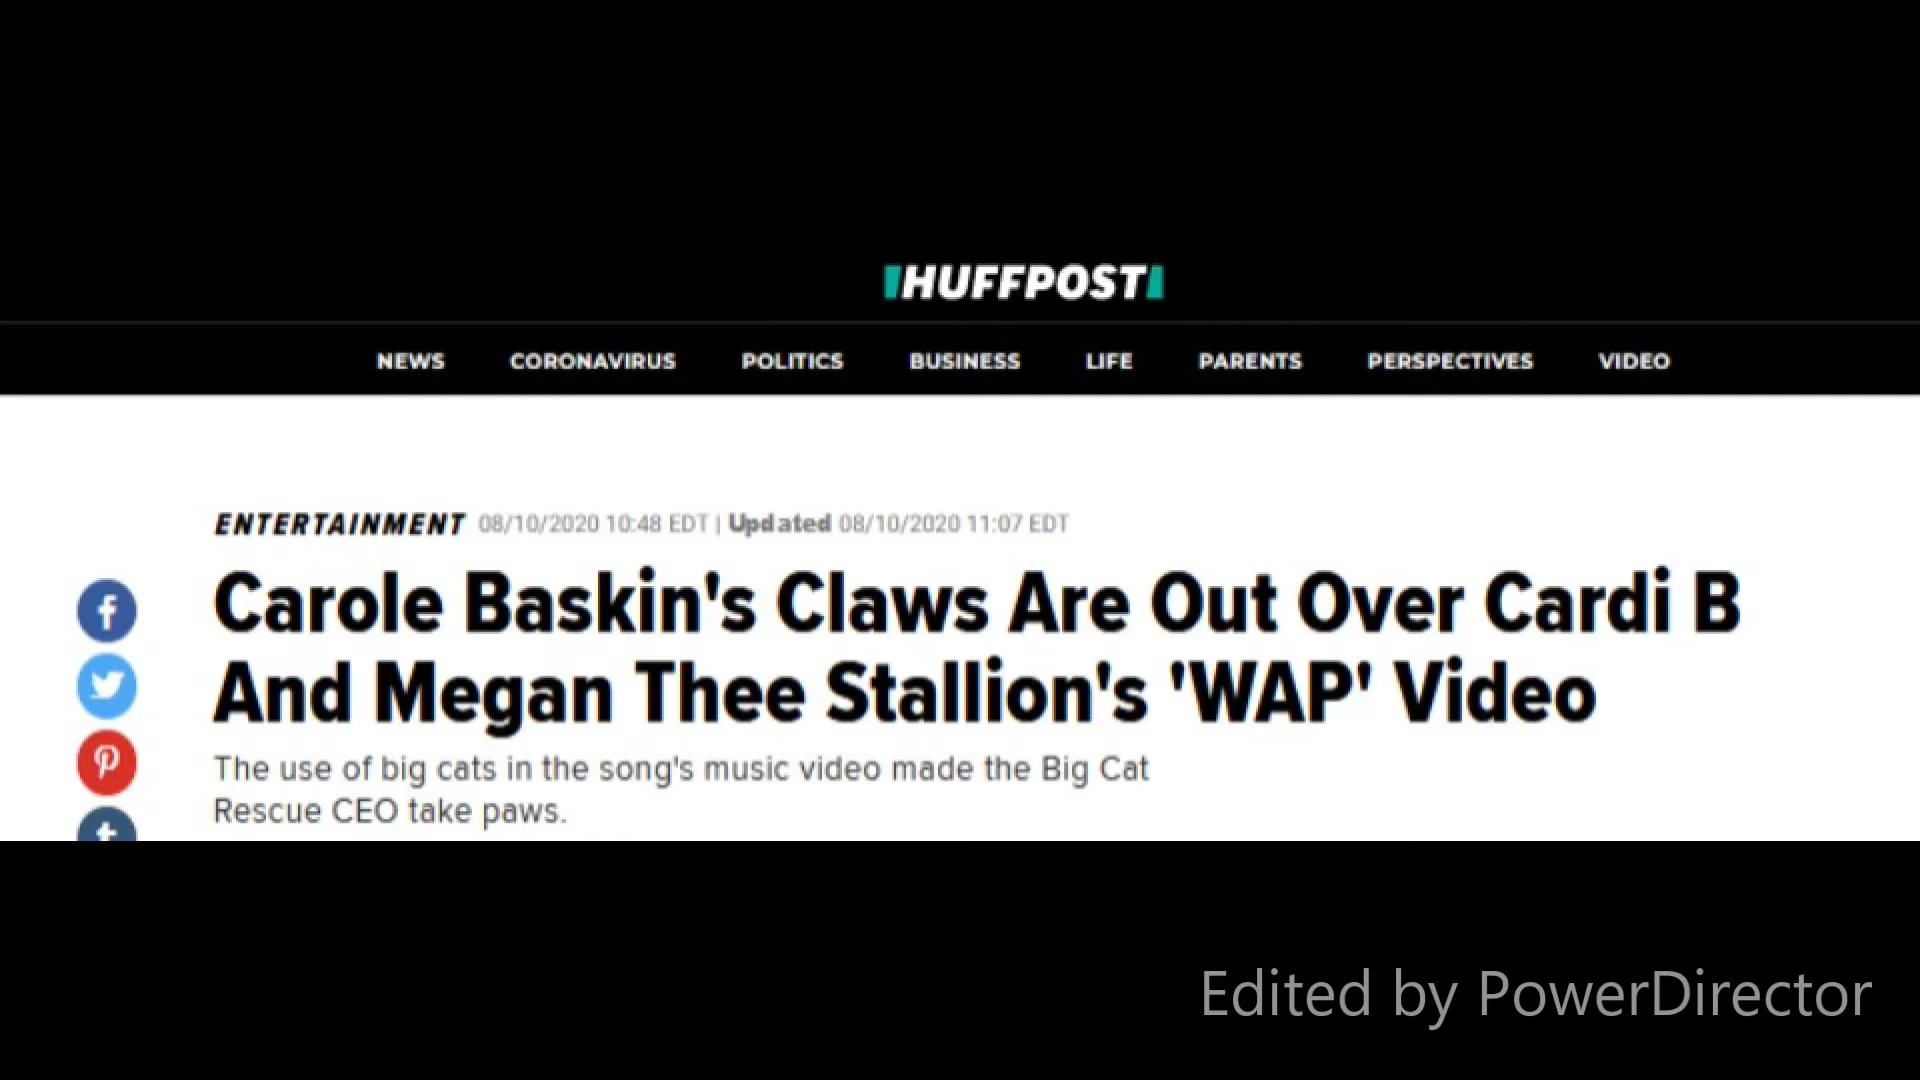 HUFFPOST
NEWS CORONAVIRUS POLITICS BUSINESS LIFE PARENTS PERSPECTIVES VIDEO
ENTERTAINMENT 08/10/2020 10:48 EDT | Updated 08/10/2020 11:07 EDT
Carole Baskin's Claws Are Out Over Cardi B
And Megan Thee Stallion's 'WAP' Video
The use of big cats in the song's music video made the Big Cat
Rescue CEO take paws.
Edited by PowerDirector